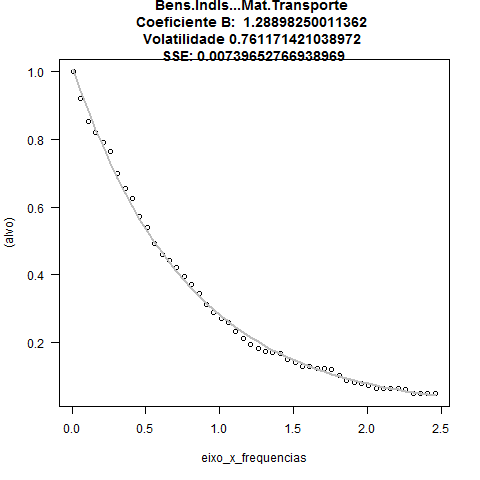 Bens.Indis...Mat.Transporte
Coeficiente B:  1.28898250011362
Volatilidade 0.761171421038972
SSE: 0.00739652766938969
(alvo)
1.0
0.8
0.6
0.4
0.2
0.0
0.5
1.0
1.5
2.0
2.5
eixo_x_frequencias